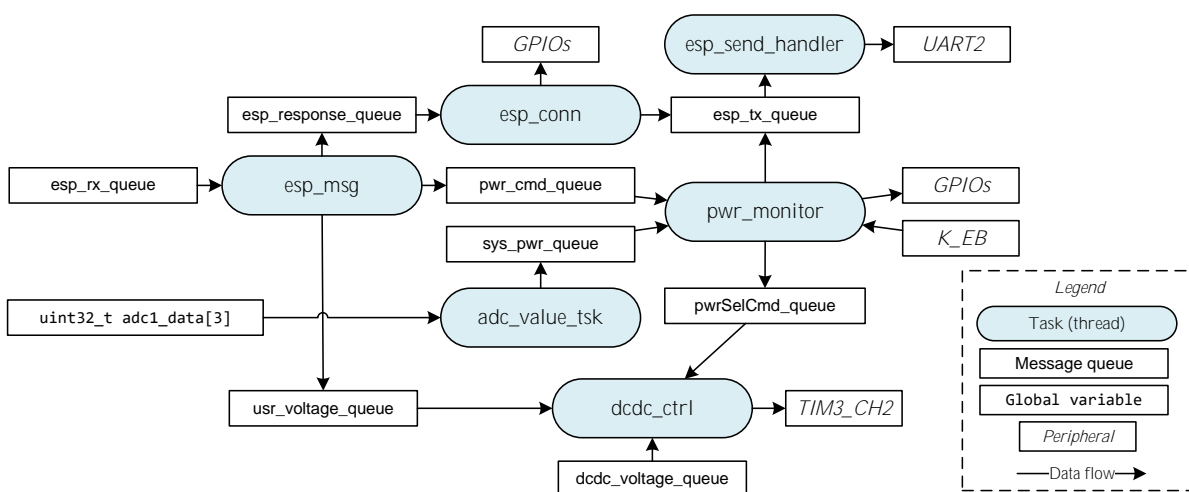 GPIOs
esp_send_handler
UART2
esp_response_queue
esp_conn
esp_tx_queue
esp_rx_queue
esp_msg
pwr_cmd_queue
pwr_monitor
GPIOs
K_EB
sys_pwr_queue
uint32_t adc1_data[3]
adc_value_tsk
pwrSelCmd_queue
usr_voltage_queue
dcdc_ctrl
TIM3_CH2
dcdc_voltage_queue
Legend
Task (thread)
Message queue
Global variable
Peripheral
Data flow